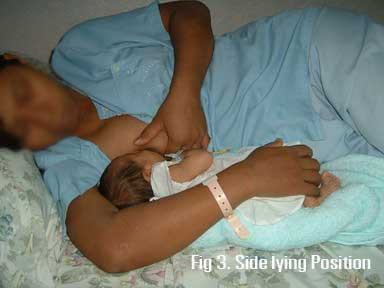 Fig 3. Side lying Position